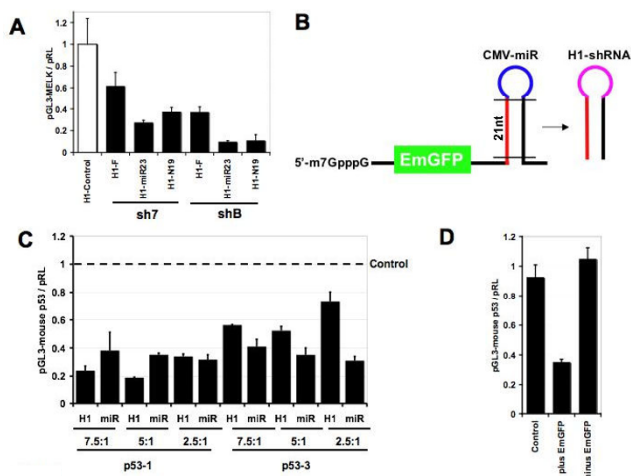 A
pGL3-MELK / pRL
1.2
1
0.8
0.6
0.4
0.2
0
H1-Control
H1-F
H1-miR23
H1-N19
H1-F
H1-miR23
H1-N19
sh7
shB
B
CMV-miR
H1-shRNA
21nt
5'-m7GpppG
EmGFP
C
pGL3-mouse p53 / pRL
1.2
1
0.8
0.6
0.4
0.2
0
Control
H1 miR H1 miR H1 miR H1 miR H1 miR H1 miR
7.5:1 5:1 2.5:1 7.5:1 5:1 2.5:1
p53-1 p53-3
D
pGL3-mouse p53 / pRL
1.2
1
0.8
0.6
0.4
0.2
0
Control
plus EmGFP
inus EmGFP